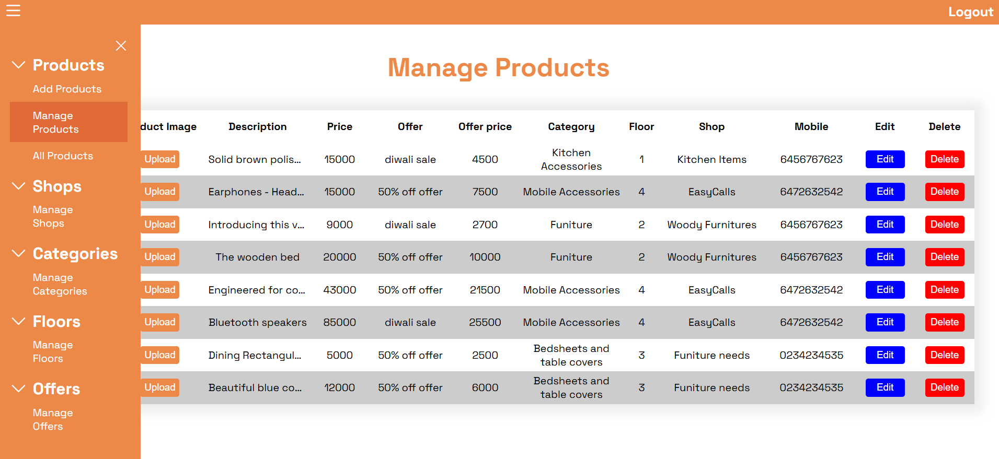 Logout
Products
Add Products
Manage
Products
All Products
Shops
Manage
Shops
Categories
Manage
Categories
Floors
Manage
Floors
Offers
Manage
Offers
Manage Products
duct Image Description Price Offer Offer price Category Floor Shop Mobile Edit Delete
Upload Solid brown polis... 15000 diwali sale 4500 Kitchen Accessories 1 Kitchen Items 6456767623 Edit Delete
Upload Earphones - Head... 15000 50% off offer 7500 Mobile Accessories 4 EasyCalls 6472632542 Edit Delete
Upload Introducing this v... 9000 diwali sale 2700 Funiture 2 Woody Furnitures 6456767623 Edit Delete
Upload The wooden bed 20000 50% off offer 10000 Funiture 2 Woody Furnitures 6456767623 Edit Delete
Upload Engineered for co... 43000 50% off offer 21500 Mobile Accessories 4 EasyCalls 6472632542 Edit Delete
Upload Bluetooth speakers 85000 diwali sale 25500 Mobile Accessories 4 EasyCalls 6472632542 Edit Delete
Upload Dining Rectangul... 5000 50% off offer 2500 Bedsheets and table covers 3 Funiture needs 0234234535 Edit Delete
Upload Beautiful blue co... 12000 50% off offer 6000 Bedsheets and table covers 3 Funiture needs 0234234535 Edit Delete